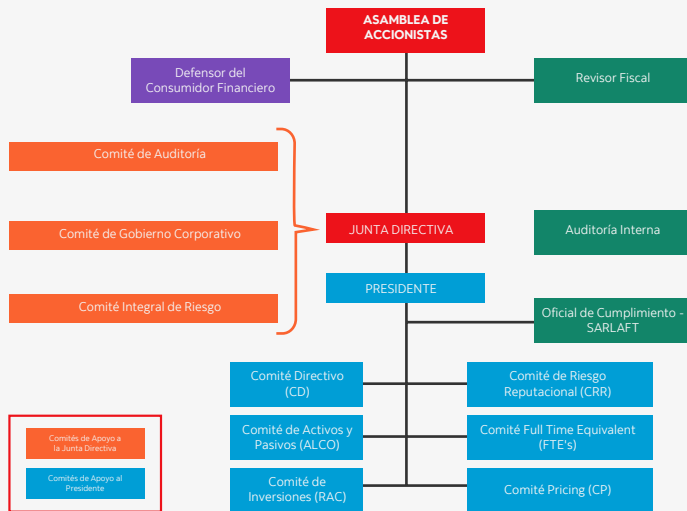 ASAMBLEA DE
ACCIONISTAS
Defensor del
Consumidor Financiero
Revisor Fiscal
Comité de Auditoría
Comité de Gobierno Corporativo
JUNTA DIRECTIVA
Auditoría Interna
PRESIDENTE
Comité Integral de Riesgo
Oficial de Cumplimiento -
SARLAFT
Comité Directivo
(CD)
Comité de Riesgo
Reputacional (CRR)
Comité de Activos y
Pasivos (ALCO)
Comité Full Time Equivalent
(FTE's)
Comité de
Inversiones (RAC)
Comité Pricing (CP)
Comités de Apoyo a
la Junta Directiva
Comités de Apoyo al
Presidente